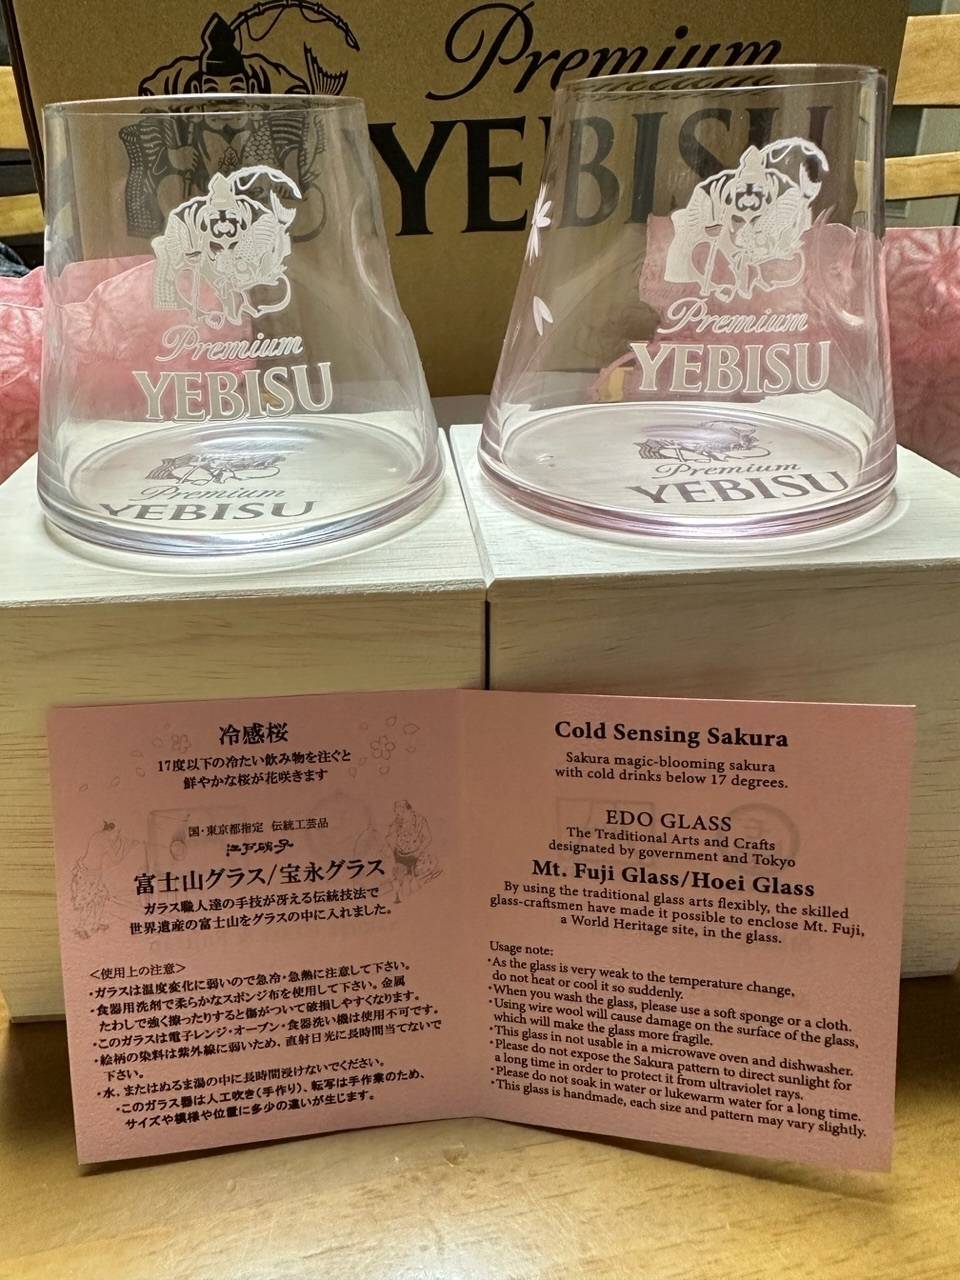 Premium
YEBISU
Premium
YEBISU
Premium
YEBISU
Premium
YEBISU
Premium
YEBISU
冷感桜
17度以下の冷たい飲み物を注ぐと
鮮やかな桜が花咲きます
国・東京都指定 伝統工芸品
江戸硝子
富士山グラス/宝永グラス
ガラス職人達の手技が冴える伝統技法で
世界遺産の富士山をグラスの中に入れました。
<使用上の注意>
・ガラスは温度変化に弱いので急冷・急熱に注意して下さい。
・食器用洗剤で柔らかなスポンジ布を使用して下さい。金属
たわしで強く擦ったりすると傷がついて破損しやすくなります。
・このガラスは電子レンジ・オーブン・食器洗い機は使用不可です。
・絵柄の染料は紫外線に弱いため、直射日光に長時間当てないで
下さい。
・水、またはぬるま湯の中に長時間浸けないでください。
・このガラス器は人工吹き(手作り)、転写は手作業のため、
サイズや模様や位置に多少の違いが生じます。
Cold Sensing Sakura
Sakura magic-blooming sakura
with cold drinks below 17 degrees.
EDO GLASS
The Traditional Arts and Crafts
designated by government and Tokyo
Mt. Fuji Glass/Hoei Glass
By using the traditional glass arts flexibly, the skilled
glass-craftsmen have made it possible to enclose Mt. Fuji,
a World Heritage site, in the glass.
Usage note:
・As the glass is very weak to the temperature change,
do not heat or cool it so suddenly.
・When you wash the glass, please use a soft sponge or a cloth.
・Using wire wool will cause damage on the surface of the glass,
which will make the glass more fragile.
・This glass in not usable in a microwave oven and dishwasher.
・Please do not expose the Sakura pattern to direct sunlight for
a long time in order to protect it from ultraviolet rays.
・Please do not soak in water or lukewarm water for a long time.
・This glass is handmade, each size and pattern may vary slightly.